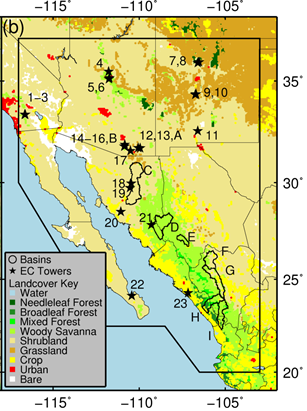 (b)
−115° −110° −105°
4
7,8
35°
5,6
9,10
1−3
11
14−16,B
12,13,A
17
C
30°
18
19
20
21
D
E
F
G
25°
22
23
H
I
20°
Basins
EC Towers
Landcover Key
Water
Needleleaf Forest
Broadleaf Forest
Mixed Forest
Woody Savanna
Shrubland
Grassland
Crop
Urban
Bare
−115° −110° −105°